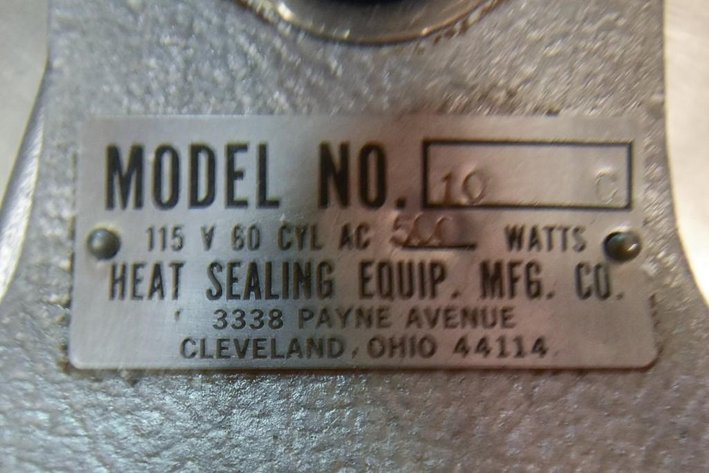 MODEL NO. 10 C
115 V 60 CYL AC 500 WATTS
HEAT SEALING EQUIP. MFG. CO.
3338 PAYNE AVENUE
CLEVELAND, OHIO 44114